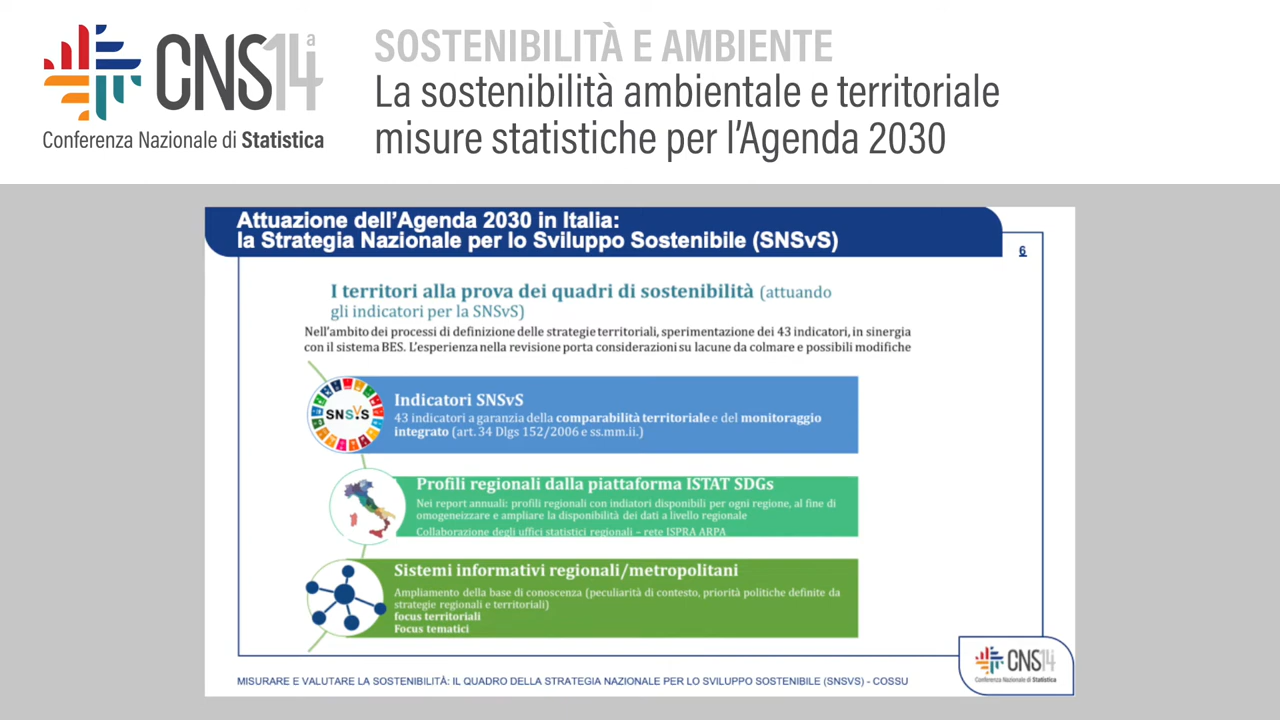 CNS14a
Conferenza Nazionale di Statistica
SOSTENIBILITÀ E AMBIENTE
La sostenibilità ambientale e territoriale
misure statistiche per l'Agenda 2030
Attuazione dell'Agenda 2030 in Italia:
la Strategia Nazionale per lo Sviluppo Sostenibile (SNSvS)
6
I territori alla prova dei quadri di sostenibilità (attuando
gli indicatori per la SNSvS)
Nell'ambito dei processi di definizione delle strategie territoriali, sperimentazione dei 43 indicatori, in sinergia
con il sistema BES. L'esperienza nella revisione porta considerazioni su lacune da colmare e possibili modifiche
SNSVS
Indicatori SNSvS
43 indicatori a garanzia della comparabilità territoriale e del monitoraggio
integrato (art. 34 Dlgs 152/2006 e ss.mm.ii.)
Profili regionali dalla piattaforma ISTAT SDGs
Nei report annuali: profili regionali con indiatori disponibili per ogni regione, al fine di
omogeneizzare e ampliare la disponibilità dei dati a livello regionale
Collaborazione degli uffici statistici regionali – rete ISPRA ARPA
Sistemi informativi regionali/metropolitani
Ampliamento della base di conoscenza (peculiarità di contesto, priorità politiche definite da
strategie regionali e territoriali)
focus territoriali
Focus tematici
MISURARE E VALUTARE LA SOSTENIBILITÀ: IL QUADRO DELLA STRATEGIA NAZIONALE PER LO SVILUPPO SOSTENIBILE (SNSVS) - COSSU
CNS14
Conferenza Nazionale di Statistica